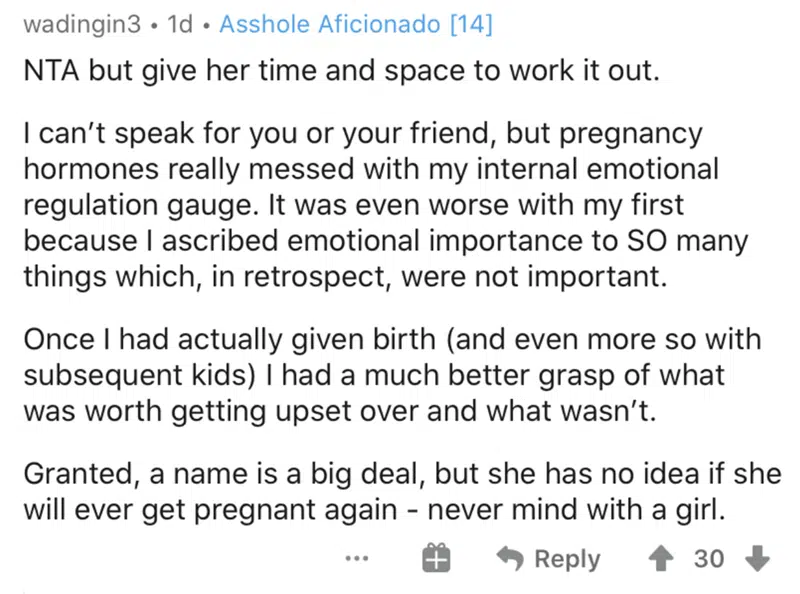 wadingin3 • 1d • Asshole Aficionado [14]
NTA but give her time and space to work it out.
I can’t speak for you or your friend, but pregnancy
hormones really messed with my internal emotional
regulation gauge. It was even worse with my first
because I ascribed emotional importance to SO many
things which, in retrospect, were not important.
Once I had actually given birth (and even more so with
subsequent kids) I had a much better grasp of what
was worth getting upset over and what wasn’t.
Granted, a name is a big deal, but she has no idea if she
will ever get pregnant again - never mind with a girl.
... Reply 30